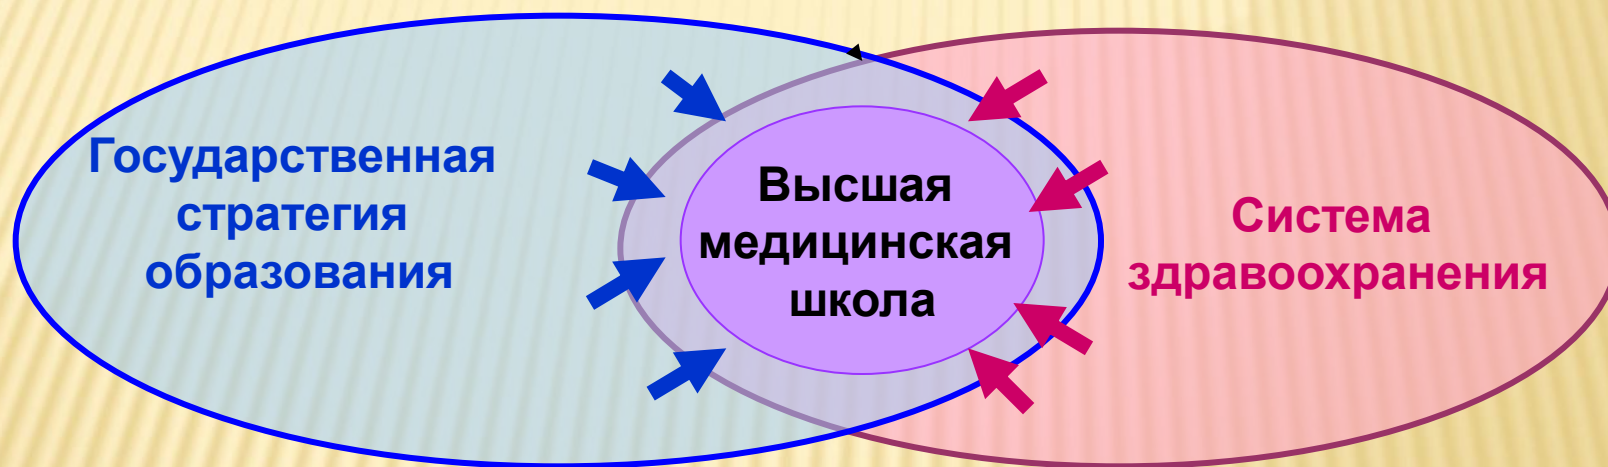 Государственная
стратегия
образования
Высшая
медицинская
школа
Система
здравоохранения